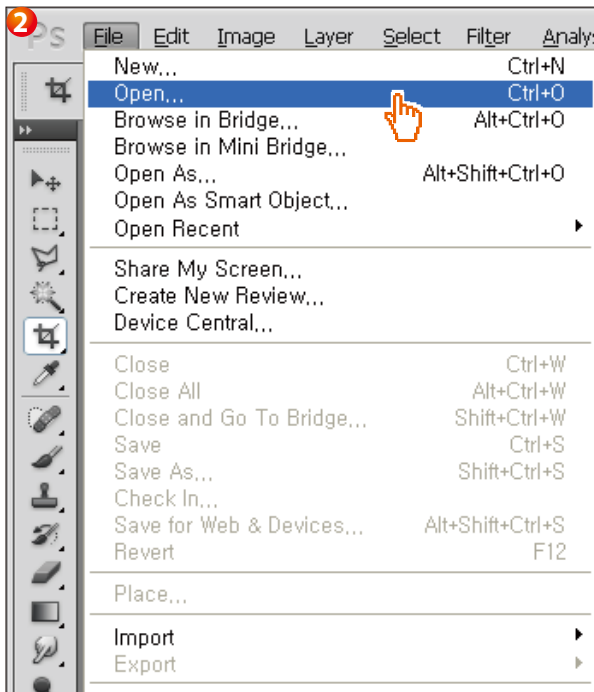 2
Ps File Edit Image Layer Select Filter Analy
New... Ctrl+N
Open... Ctrl+O
Browse in Bridge... Alt+Ctrl+O
Browse in Mini Bridge...
Open As... Alt+Shift+Ctrl+O
Open As Smart Object...
Open Recent
Share My Screen...
Create New Review...
Device Central...
Close Ctrl+W
Close All Alt+Ctrl+W
Close and Go To Bridge... Shift+Ctrl+W
Save Ctrl+S
Save As... Shift+Ctrl+S
Check In...
Save for Web & Devices... Alt+Shift+Ctrl+S
Revert F12
Place...
Import
Export